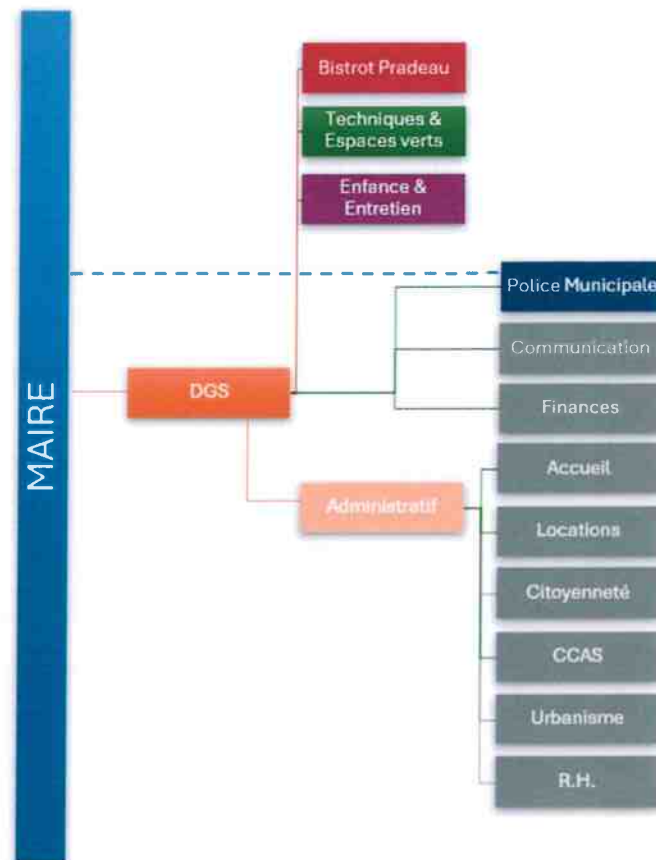 MAIRE
Bistrot Pradeau
Techniques &
Espaces verts
Enfance &
Entretien
Police Municipale
Communication
DGS
Finances
Accueil
Administratif
Locations
Citoyenneté
CCAS
Urbanisme
R.H.